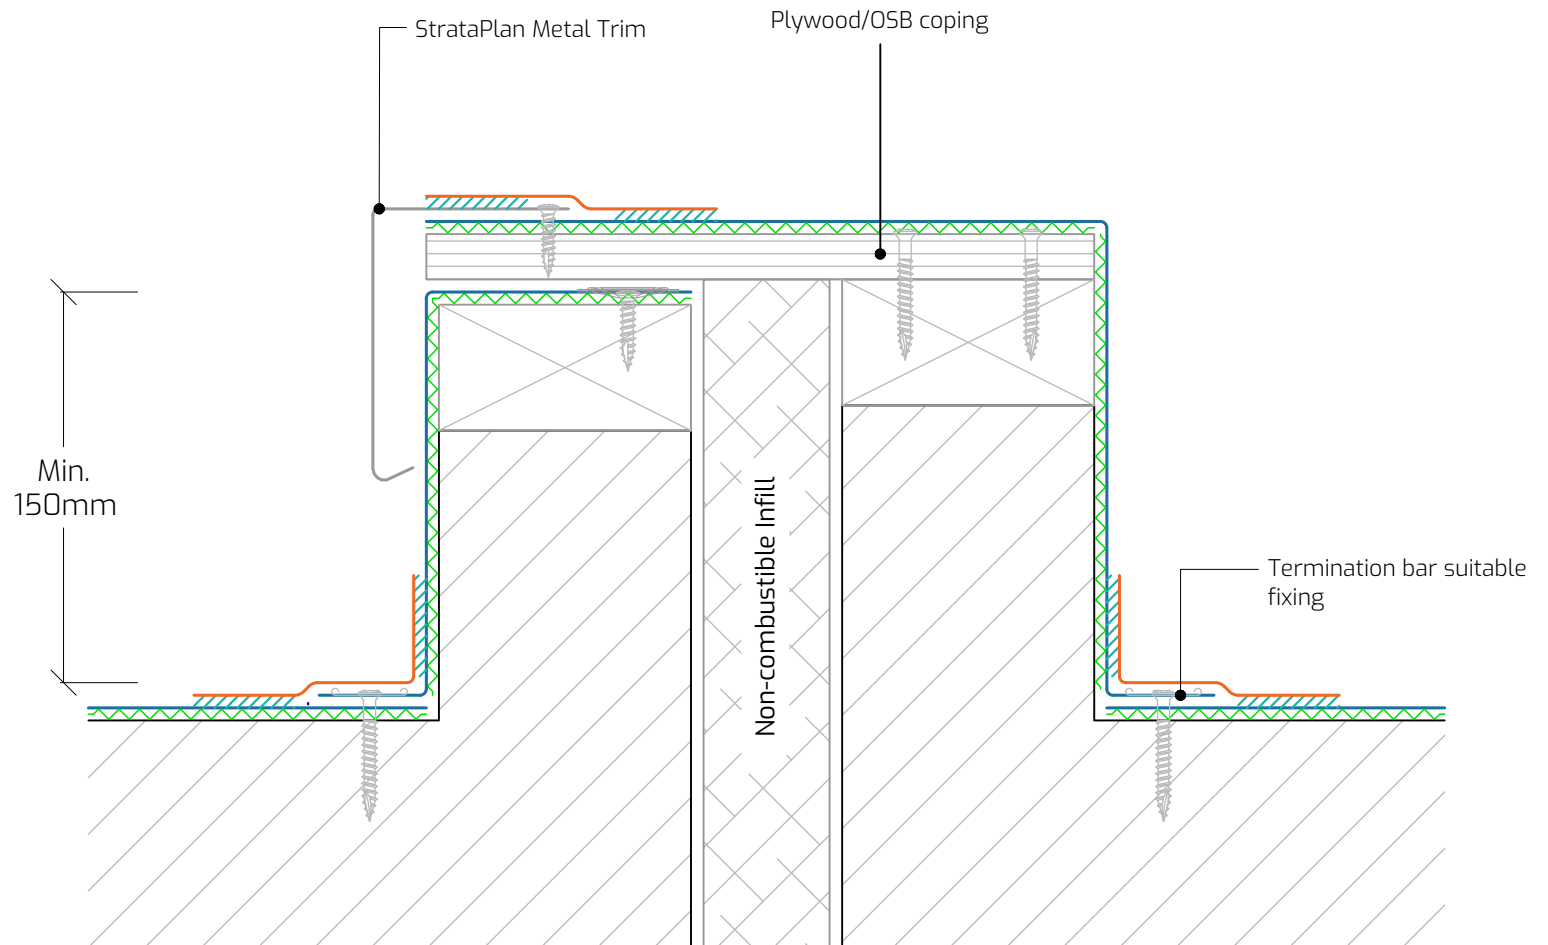 StrataPlan Metal Trim
Plywood/OSB coping
Min.
150mm
Non-combustible Infill
Termination bar suitable
fixing